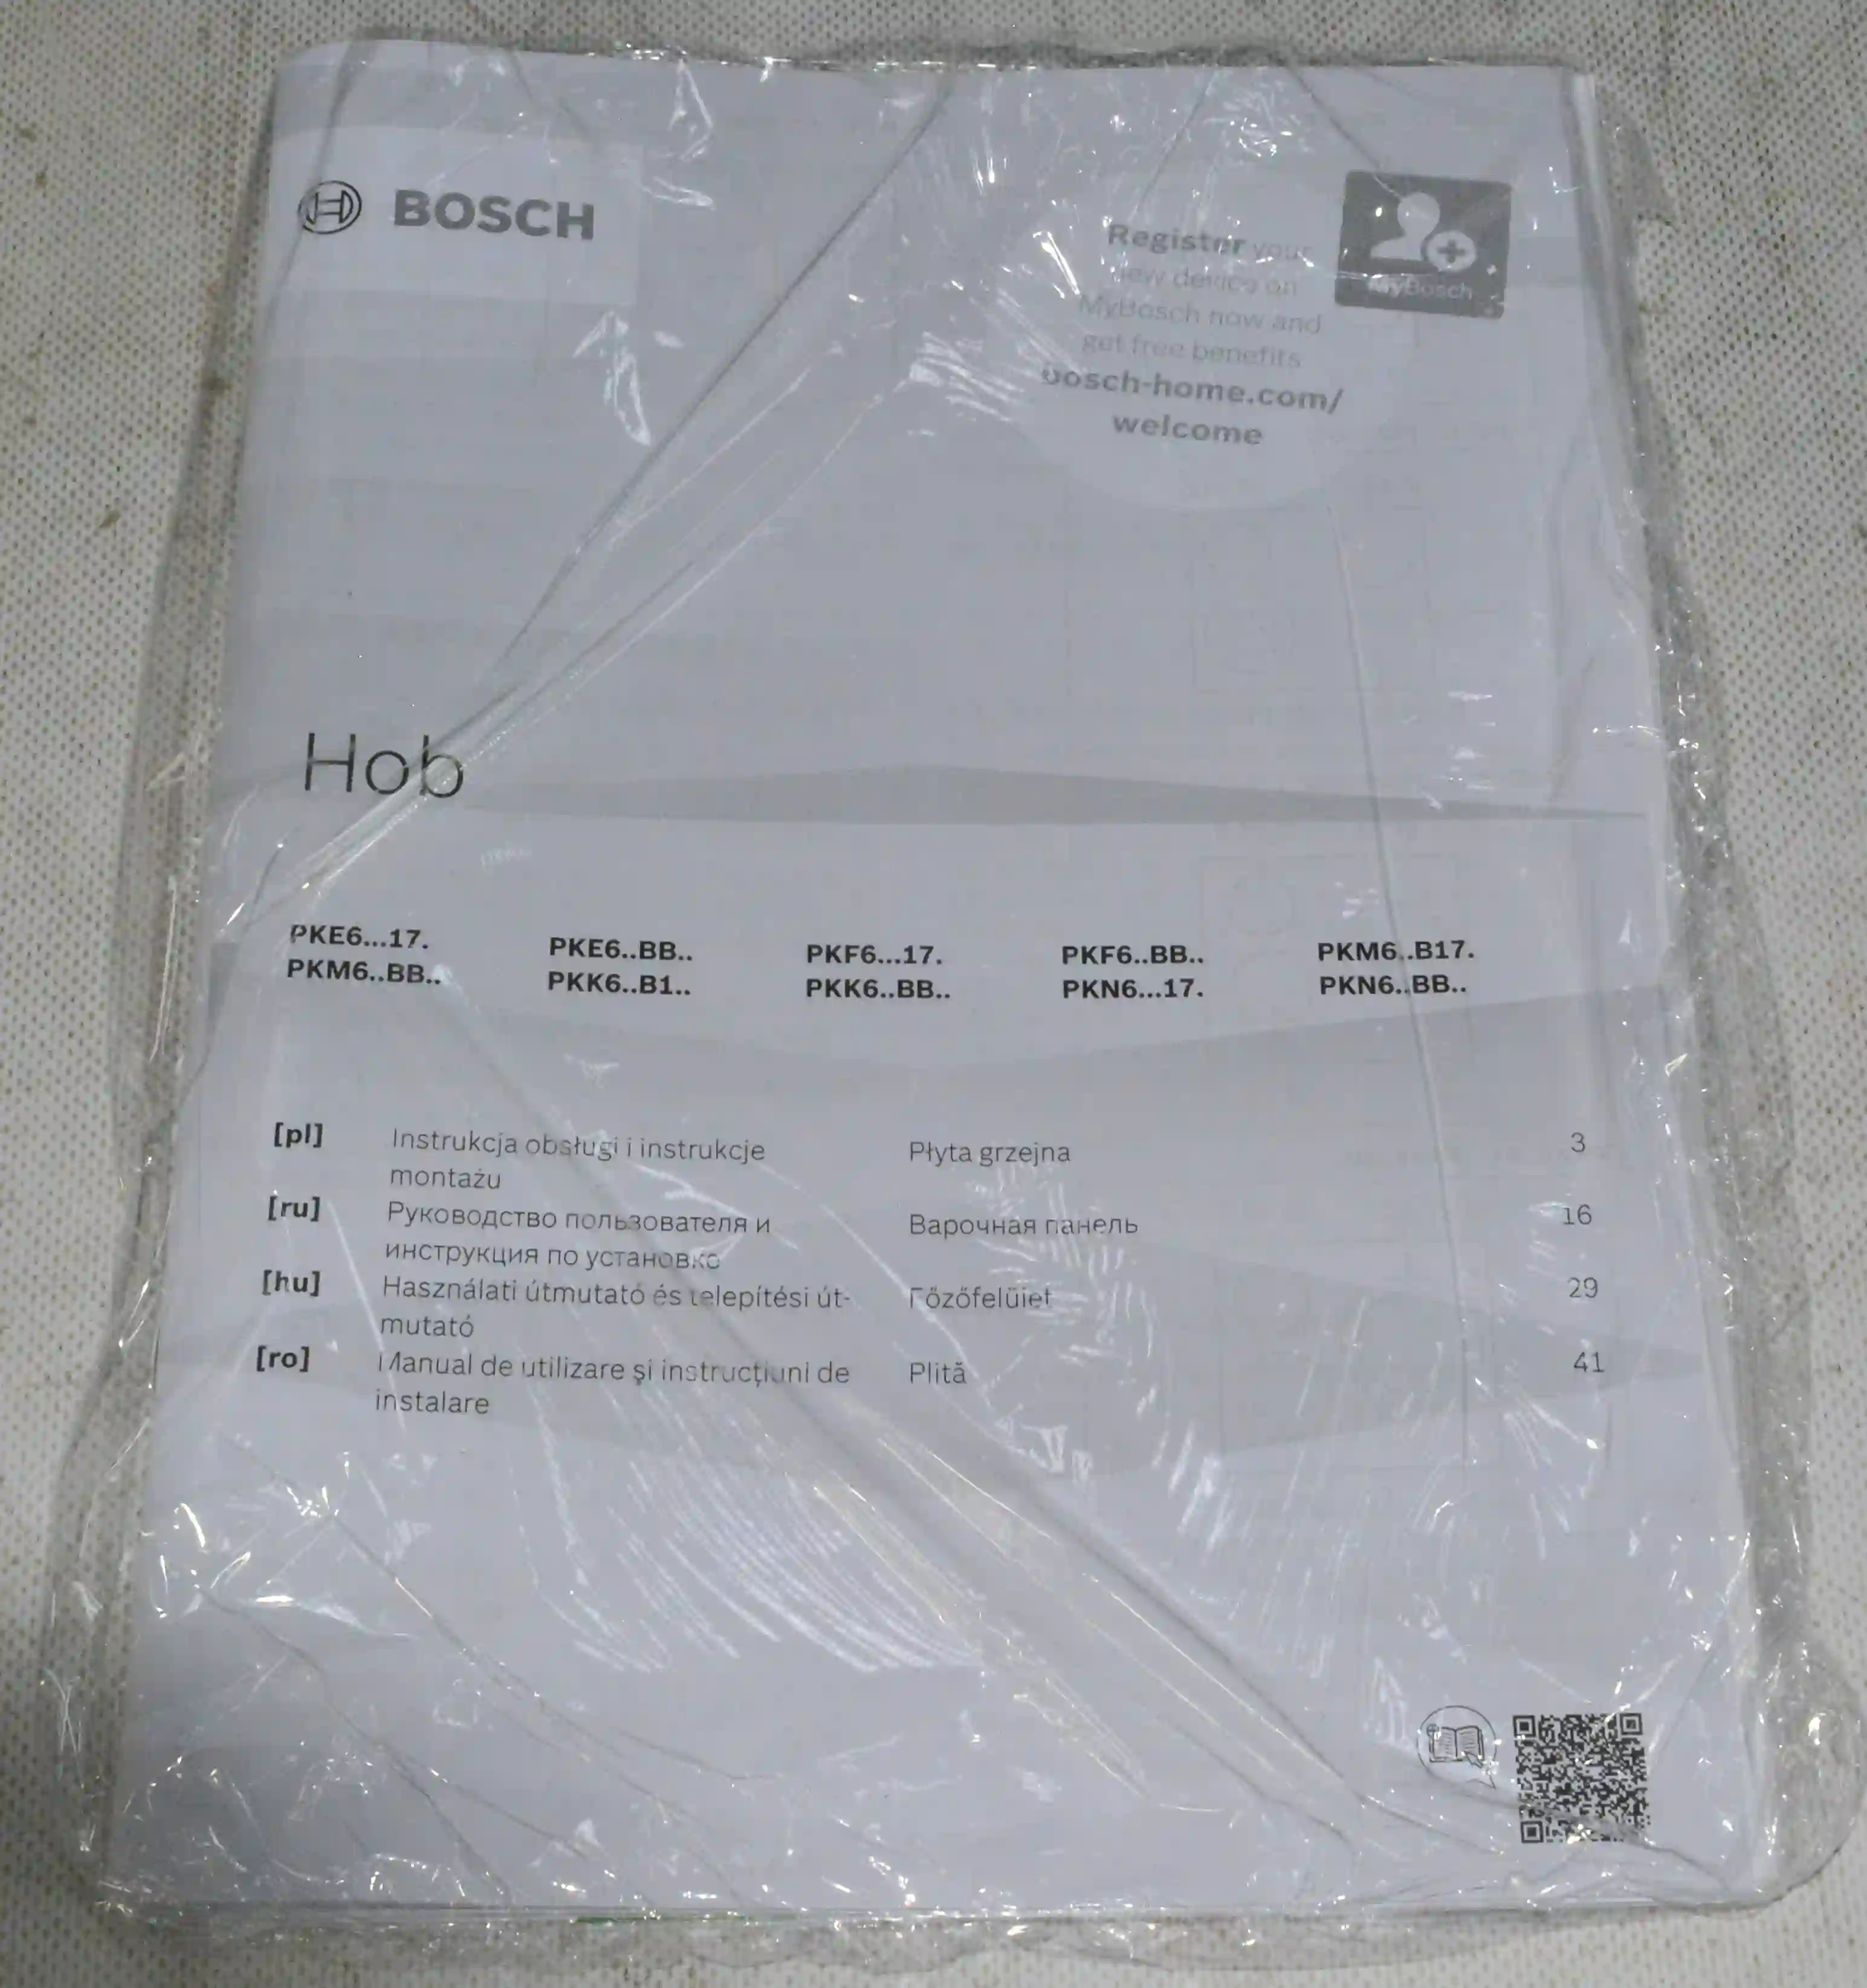 BOSCH
Register your
new device on
MyBosch now and
get free benefits
bosch-home.com/
welcome
MyBosch
Hob
PKE6...17. PKE6..BB.. PKF6...17. PKF6..BB.. PKM6..B17.
PKM6..BB.. PKK6..B1.. PKK6..BB.. PKN6...17. PKN6..BB..
[pl] Instrukcja obsługi i instrukcje Płyta grzejna 3
montażu
[ru] Руководство пользователя и Варочная панель 16
инструкция по установке
[hu] Használati útmutató és telepítési út- Főzőfelület 29
mutató
[ro] Manual de utilizare și instrucțiuni de Plită 41
instalare